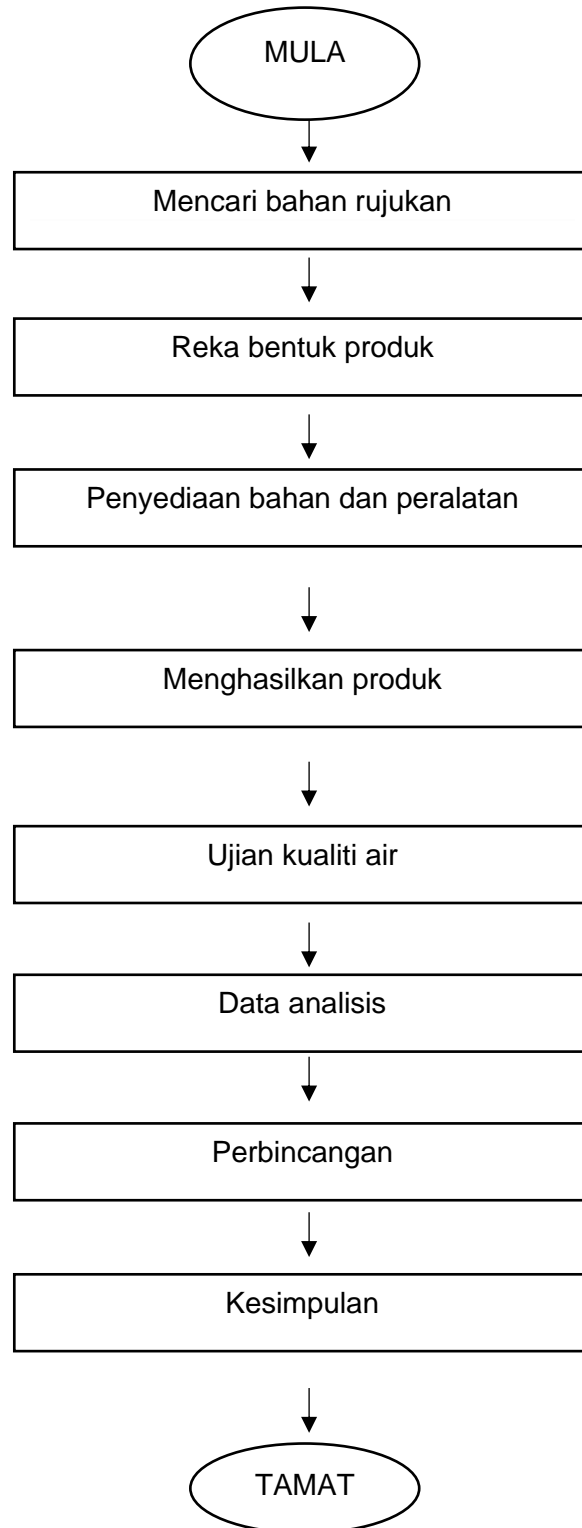 MULA
Mencari bahan rujukan
Reka bentuk produk
Penyediaan bahan dan peralatan
Menghasilkan produk
Ujian kualiti air
Data analisis
Perbincangan
Kesimpulan
TAMAT